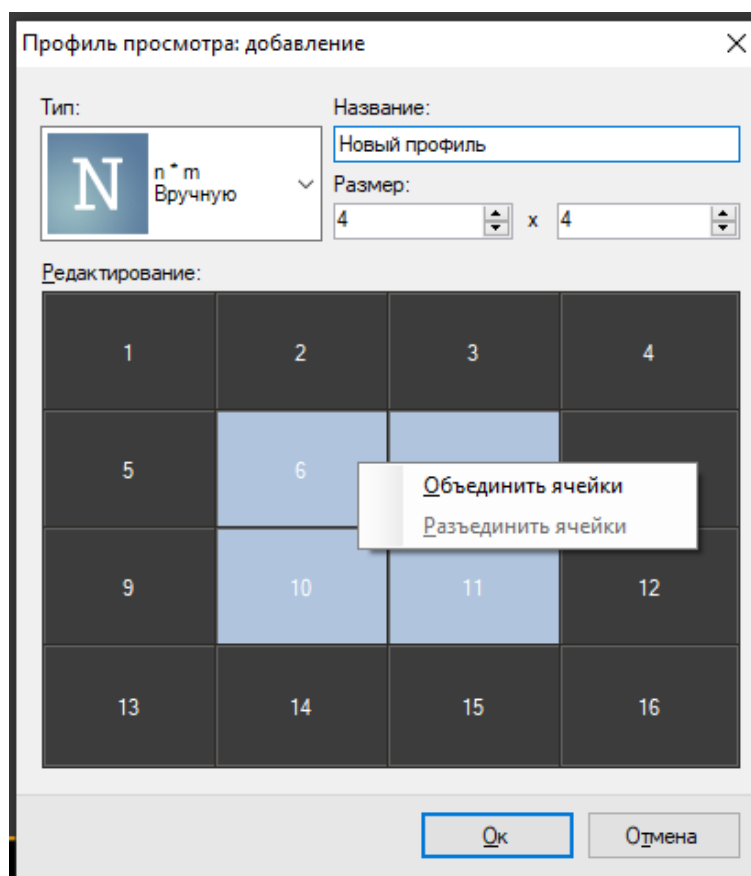 Профиль просмотра: добавление
Тип:
Название:
N
n * m
Вручную
Новый профиль
Размер:
4 x 4
Редактирование:
1 2 3 4
5 6
Объединить ячейки
Разъединить ячейки
9 10 11 12
13 14 15 16
Ок Отмена